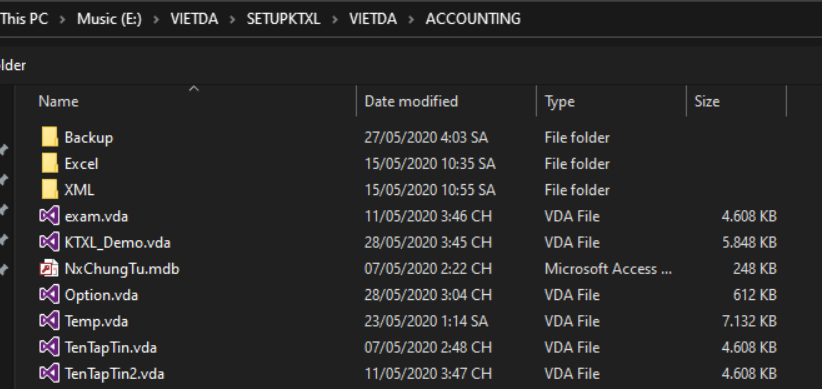 This PC > Music (E:) > VIETDA > SETUPKTXL > VIETDA > ACCOUNTING
lder
Name Date modified Type Size
Backup 27/05/2020 4:03 SA File folder
Excel 15/05/2020 10:35 SA File folder
XML 15/05/2020 10:55 SA File folder
exam.vda 11/05/2020 3:46 CH VDA File 4.608 KB
KTXL_Demo.vda 28/05/2020 3:45 CH VDA File 5.848 KB
NxChungTu.mdb 07/05/2020 2:22 CH Microsoft Access ... 248 KB
Option.vda 28/05/2020 3:04 CH VDA File 612 KB
Temp.vda 23/05/2020 1:14 SA VDA File 7.132 KB
TenTapTin.vda 07/05/2020 2:48 CH VDA File 4.608 KB
TenTapTin2.vda 11/05/2020 3:47 CH VDA File 4.608 KB